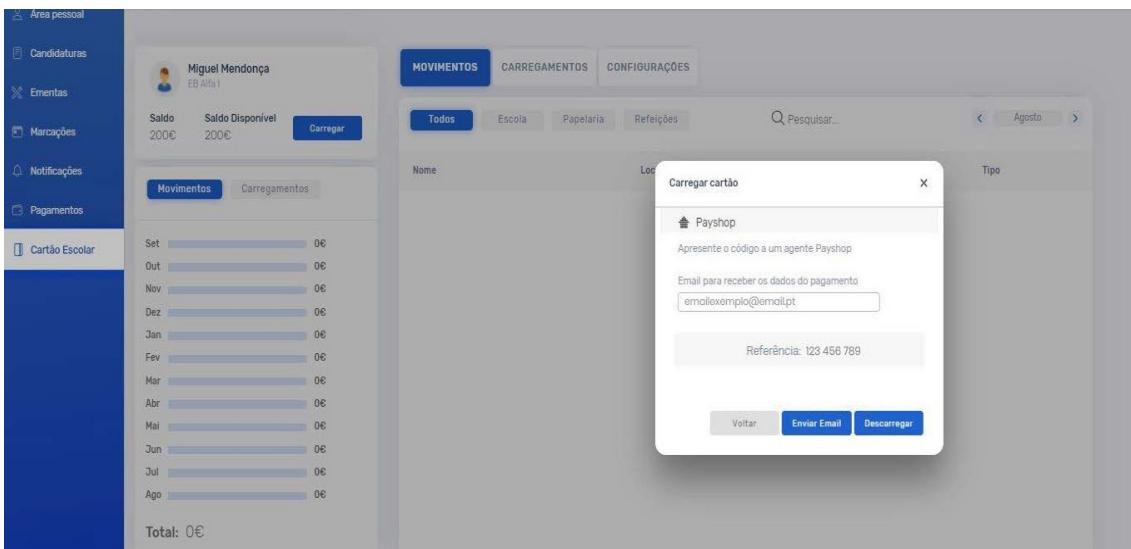 Área pessoal
Candidaturas
Ementas
Marcações
Notificações
Pagamentos
Cartão Escolar
Miguel Mendonça
EB Alfa 1
Saldo Saldo Disponível
200€ 200€
Carregar
Movimentos Carregamentos
Set 0€
Out 0€
Nov 0€
Dez 0€
Jan 0€
Fev 0€
Mar 0€
Abr 0€
Mai 0€
Jun 0€
Jul 0€
Ago 0€
Total: 0€
MOVIMENTOS CARREGAMENTOS CONFIGURAÇÕES
Todos Escola Papelaria Refeições Pesquisar... Agosto
Nome Loc Tipo
Carregar cartão X
Payshop
Apresente o código a um agente Payshop
Email para receber os dados do pagamento
emailexemplo@email.pt
Referência: 123 456 789
Voltar Enviar Email Descarregar